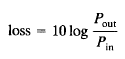 loss = 10 log P_out / P_in